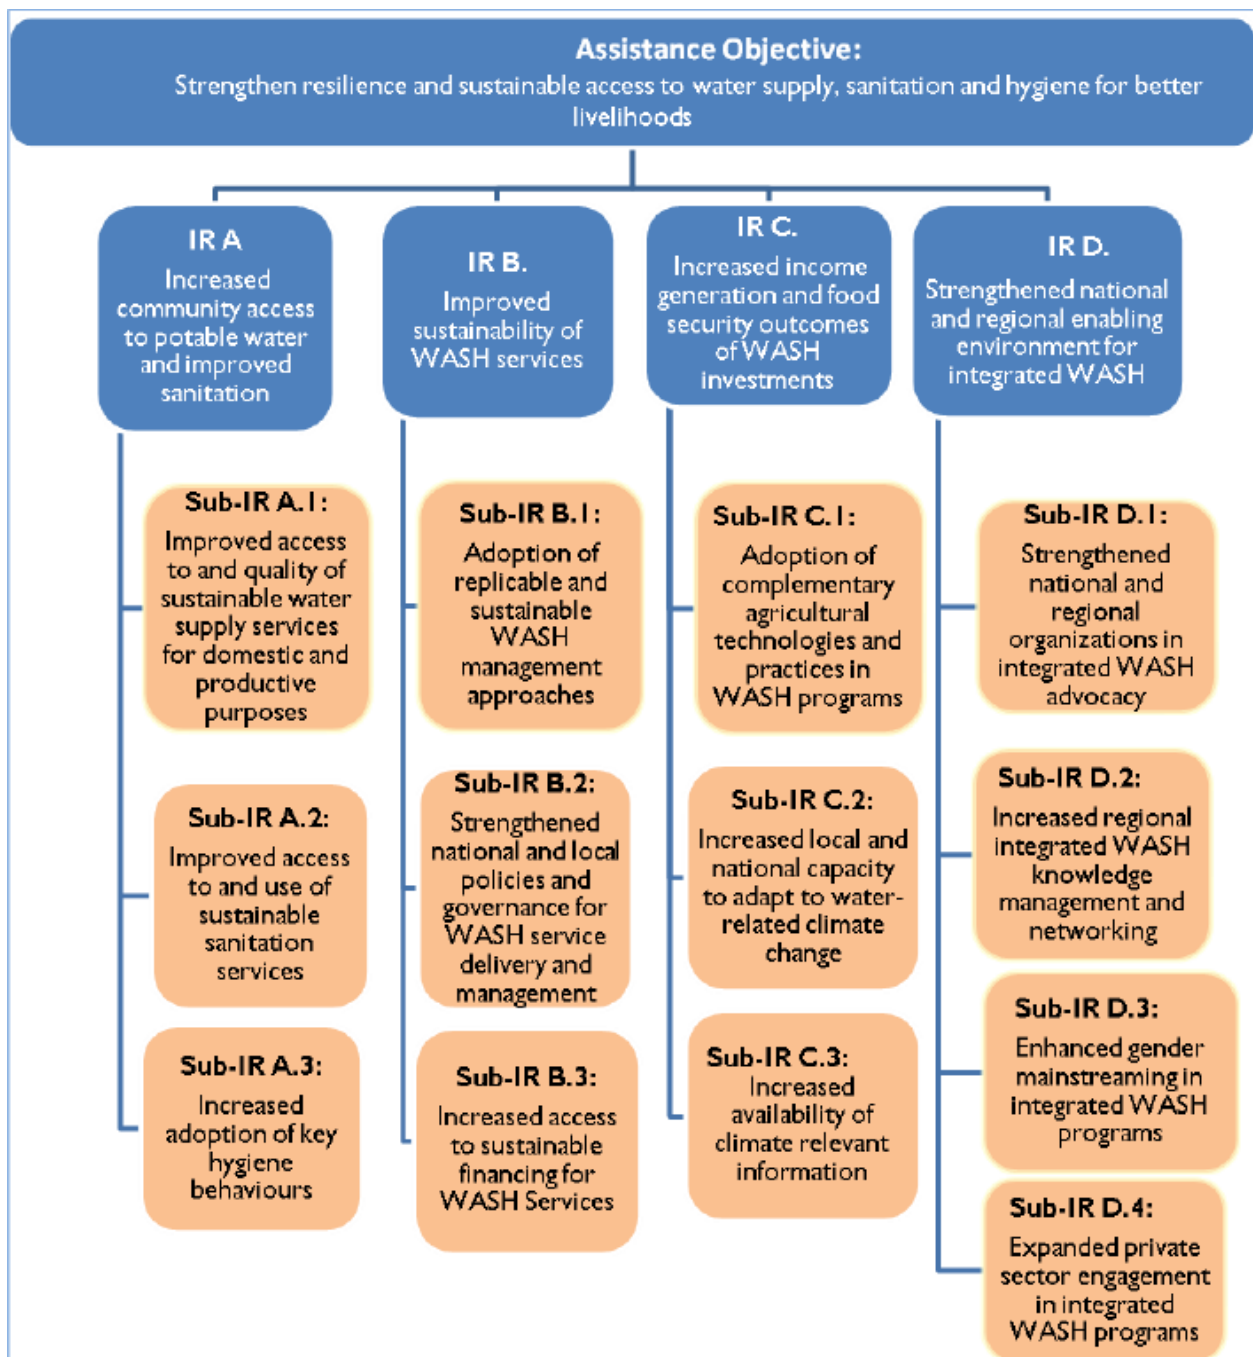 Assistance Objective:
Strengthen resilience and sustainable access to water supply, sanitation and hygiene for better
livelihoods
IR A
Increased
community access
to potable water
and improved
sanitation
IR B.
Improved
sustainability of
WASH services
IR C.
Increased income
generation and food
security outcomes
of WASH
investments
IR D.
Strengthened national
and regional enabling
environment for
integrated WASH
Sub-IR A.1:
Improved access
to and quality of
sustainable water
supply services
for domestic and
productive
purposes
Sub-IR A.2:
Improved access
to and use of
sustainable
sanitation
services
Sub-IR A.3:
Increased
adoption of key
hygiene
behaviours
Sub-IR B.1:
Adoption of
replicable and
sustainable
WASH
management
approaches
Sub-IR B.2:
Strengthened
national and local
policies and
governance for
WASH service
delivery and
management
Sub-IR B.3:
Increased access
to sustainable
financing for
WASH Services
Sub-IR C.1:
Adoption of
complementary
agricultural
technologies and
practices in
WASH programs
Sub-IR C.2:
Increased local and
national capacity
to adapt to water-
related climate
change
Sub-IR C.3:
Increased
availability of
climate relevant
information
Sub-IR D.1:
Strengthened
national and
regional
organizations in
integrated WASH
advocacy
Sub-IR D.2:
Increased regional
integrated WASH
knowledge
management and
networking
Sub-IR D.3:
Enhanced gender
mainstreaming in
integrated WASH
programs
Sub-IR D.4:
Expanded private
sector engagement
in integrated
WASH programs